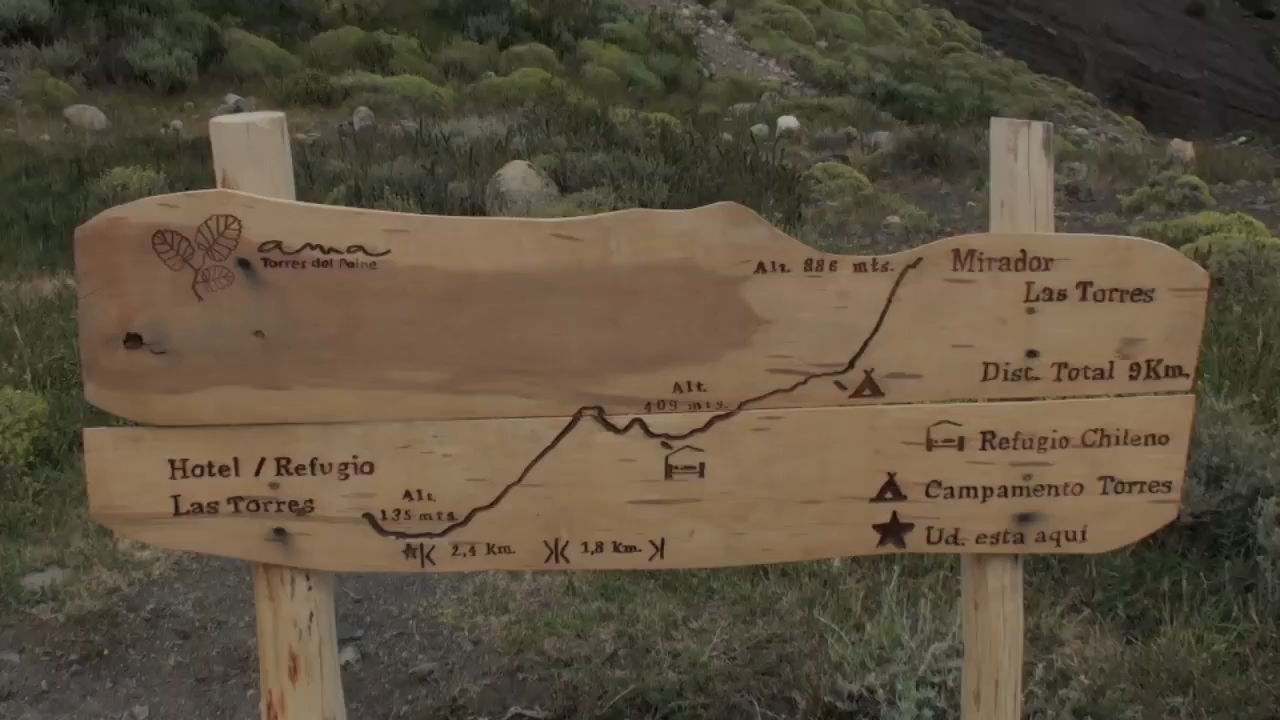 ama
Torres del Paine
Alt. 886 mts.
Mirador
Las Torres
Dist. Total 9Km.
Alt.
409 mts.
Refugio Chileno
Hotel / Refugio
Las Torres
Alt.
135 mts.
Campamento Torres
Ud. esta aquí
2,4 Km.
1,8 km.